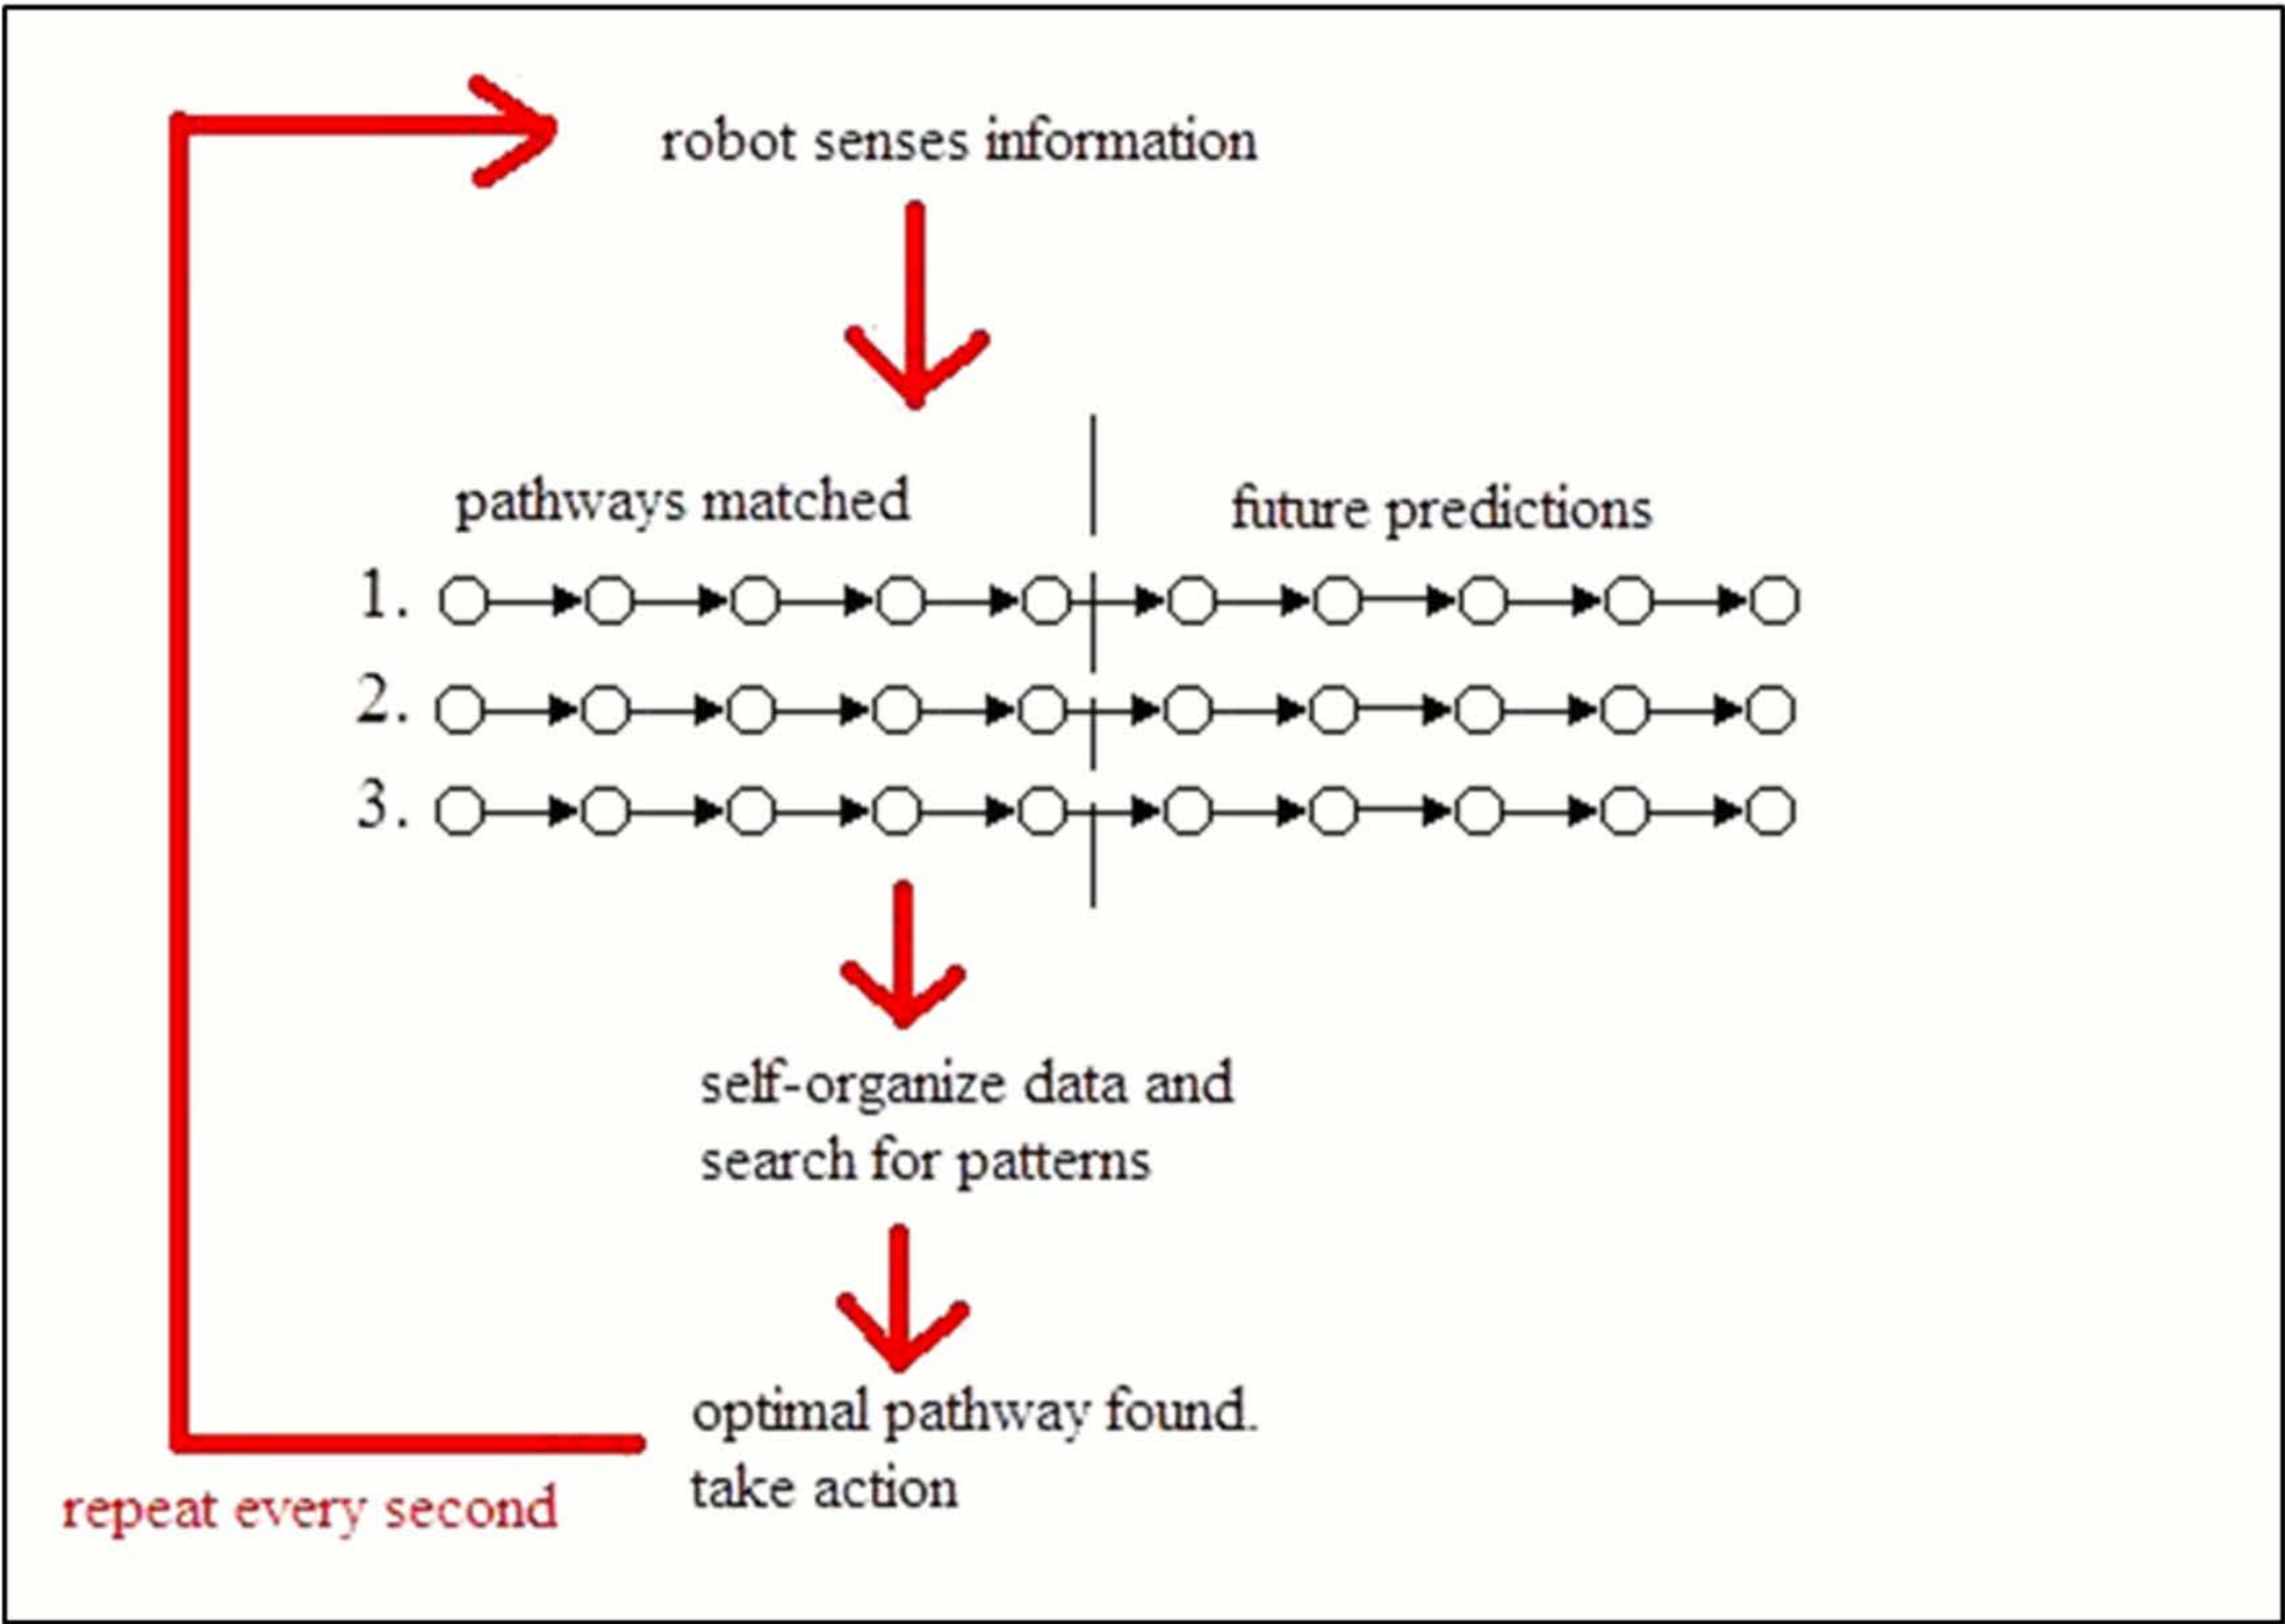 robot senses information
pathways matched
future predictions
1.
2.
3.
self-organize data and
search for patterns
optimal pathway found.
take action
repeat every second